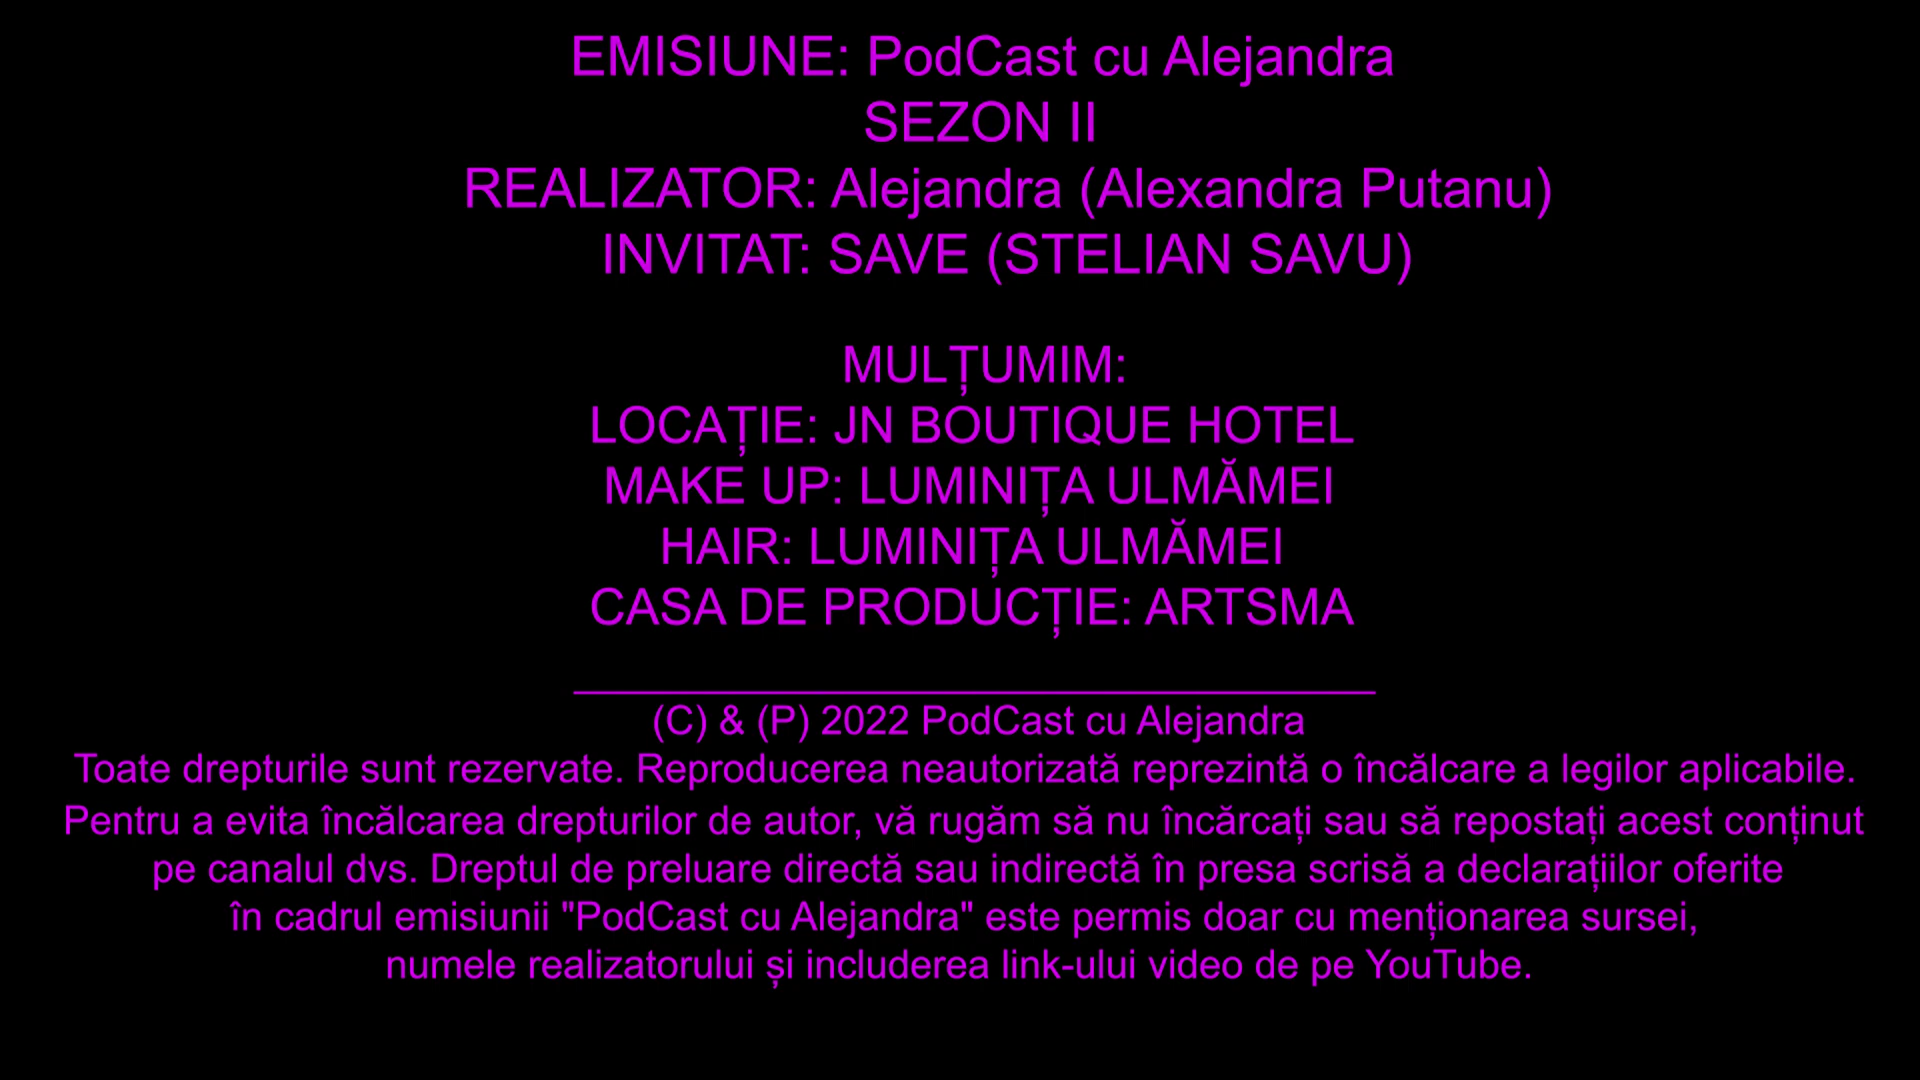 EMISIUNE: PodCast cu Alejandra
SEZON II
REALIZATOR: Alejandra (Alexandra Putanu)
INVITAT: SAVE (STELIAN SAVU)
MULȚUMIM:
LOCAȚIE: JN BOUTIQUE HOTEL
MAKE UP: LUMINIȚA ULMĂMEI
HAIR: LUMINIȚA ULMĂMEI
CASA DE PRODUCȚIE: ARTSMA
(C) & (P) 2022 PodCast cu Alejandra
Toate drepturile sunt rezervate. Reproducerea neautorizată reprezintă o încălcare a legilor aplicabile.
Pentru a evita încălcarea drepturilor de autor, vă rugăm să nu încărcați sau să repostați acest conținut
pe canalul dvs. Dreptul de preluare directă sau indirectă în presa scrisă a declarațiilor oferite
în cadrul emisiunii "PodCast cu Alejandra" este permis doar cu menționarea sursei,
numele realizatorului și includerea link-ului video de pe YouTube.